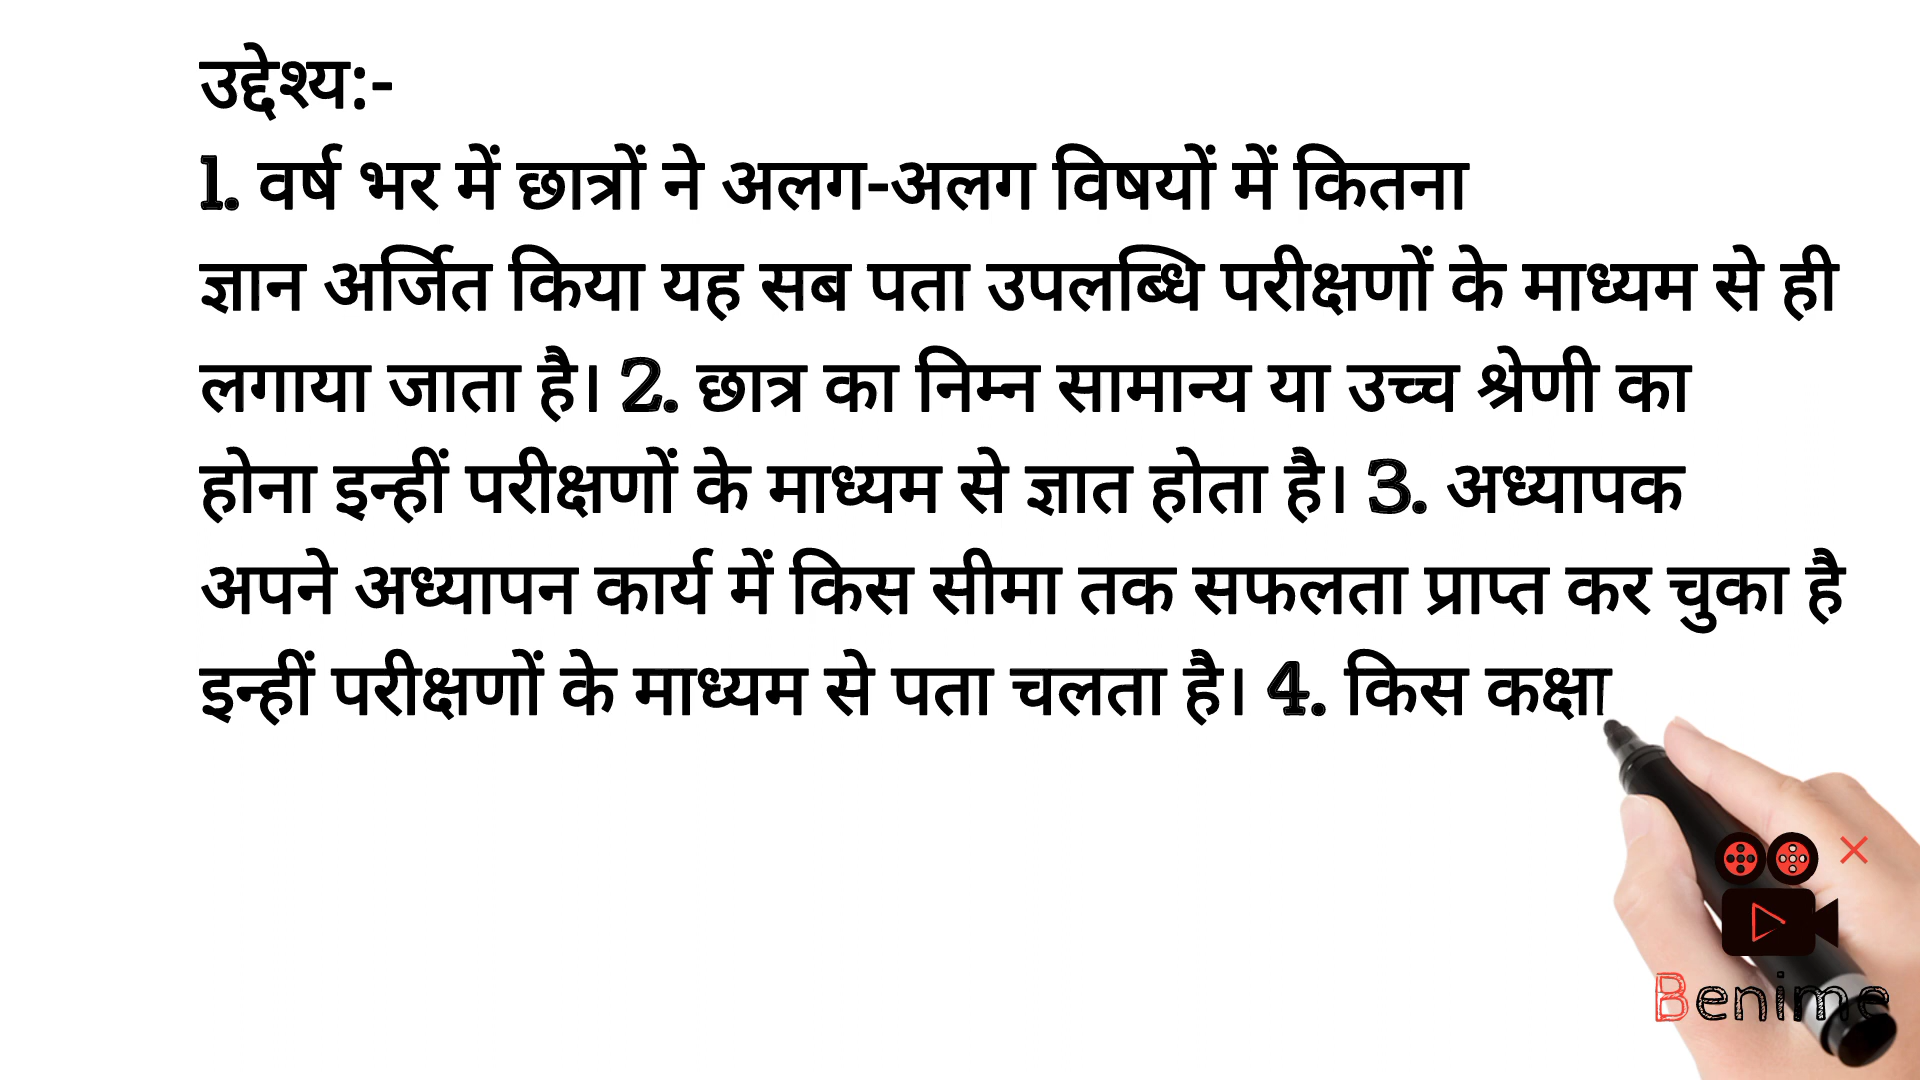 उद्देश्य:-
1. वर्ष भर में छात्रों ने अलग-अलग विषयों में कितना
ज्ञान अर्जित किया यह सब पता उपलब्धि परीक्षणों के माध्यम से ही
लगाया जाता है। 2. छात्र का निम्न सामान्य या उच्च श्रेणी का
होना इन्हीं परीक्षणों के माध्यम से ज्ञात होता है। 3. अध्यापक
अपने अध्यापन कार्य में किस सीमा तक सफलता प्राप्त कर चुका है
इन्हीं परीक्षणों के माध्यम से पता चलता है। 4. किस कक्षा
Benime